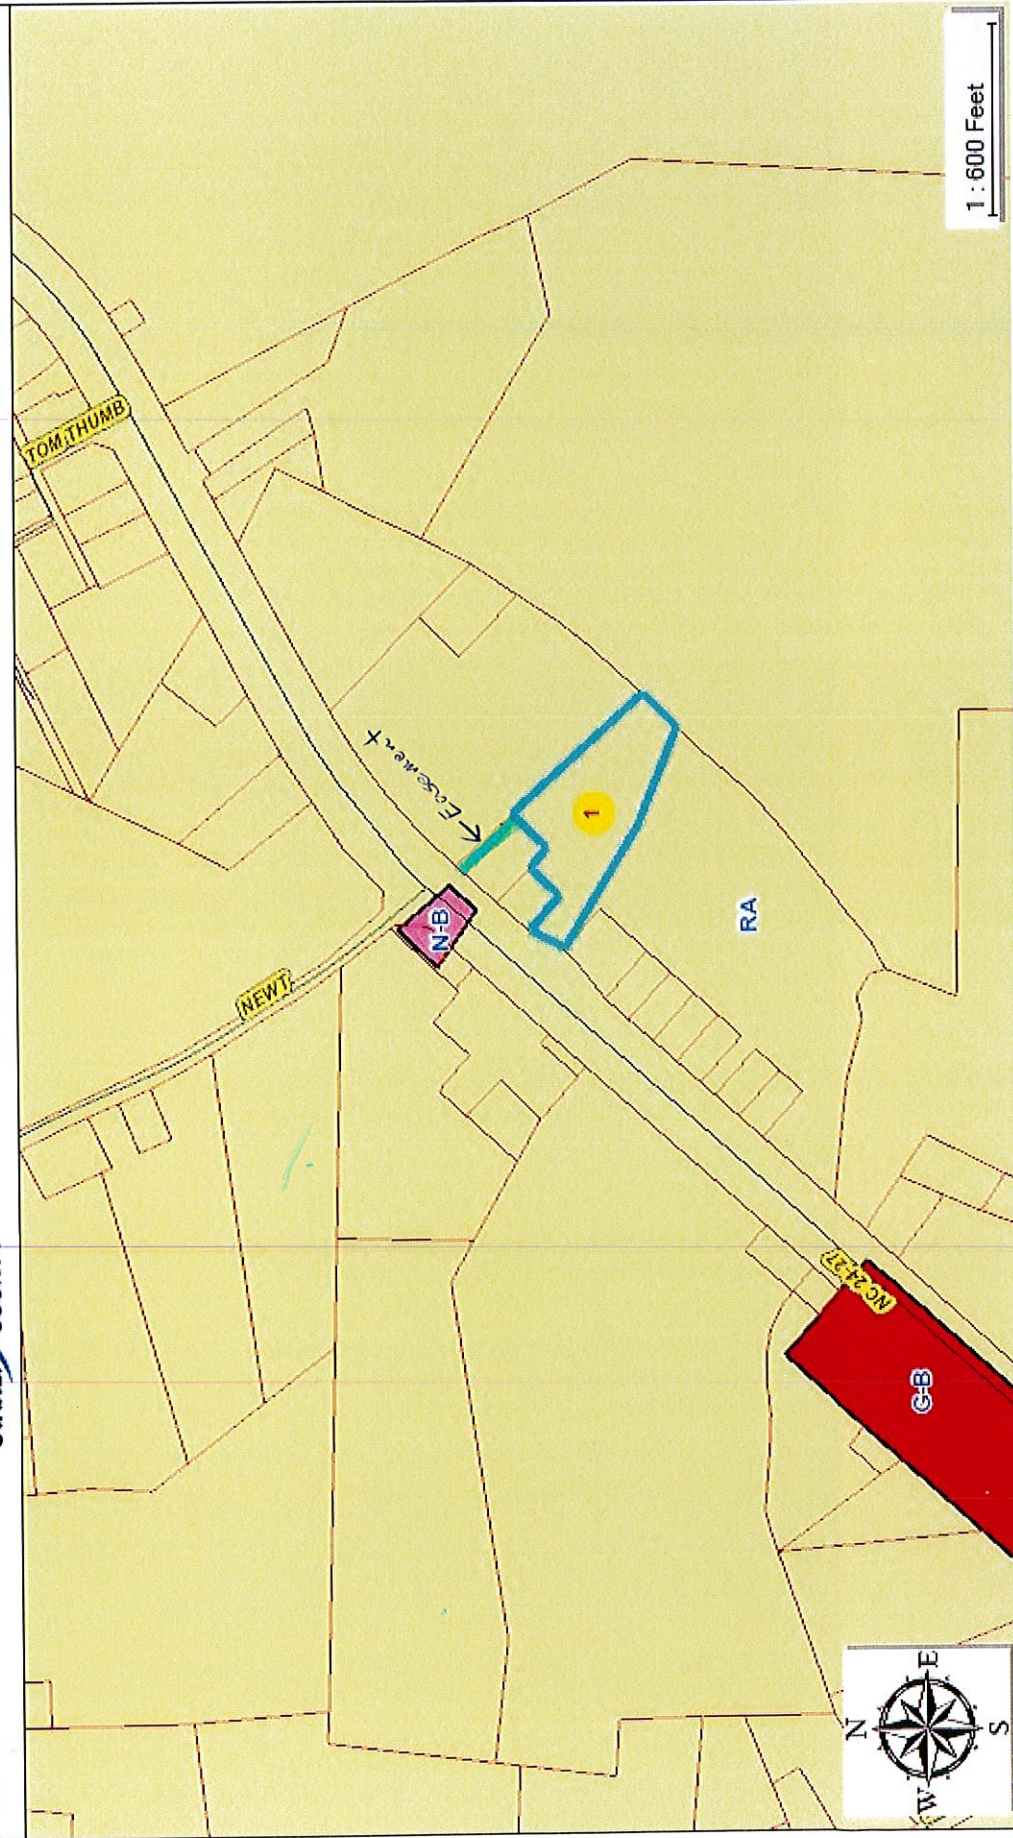 TOM THUMB
NEWT
← Easement
N-B
1
RA
NC 24-27
G-B
N
W
E
S
1 : 600 Feet